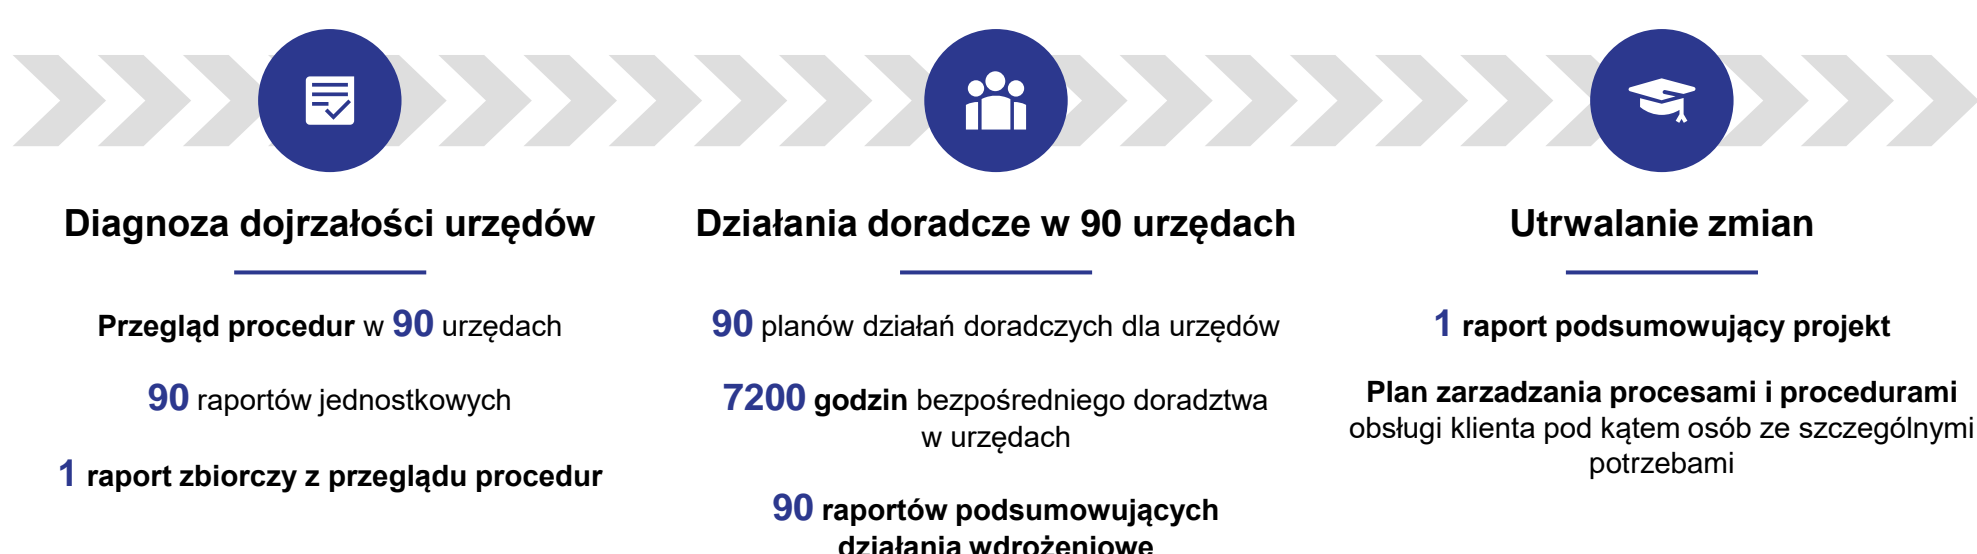 Diagnoza dojrzałości urzędów
Przegląd procedur w 90 urzędach
90 raportów jednostkowych
1 raport zbiorczy z przeglądu procedur
Działania doradcze w 90 urzędach
90 planów działań doradczych dla urzędów
7200 godzin bezpośredniego doradztwa
w urzędach
90 raportów podsumowujących
działania wdrożeniowe
Utrwalanie zmian
1 raport podsumowujący projekt
Plan zarzadzania procesami i procedurami
obsługi klienta pod kątem osób ze szczególnymi
potrzebami